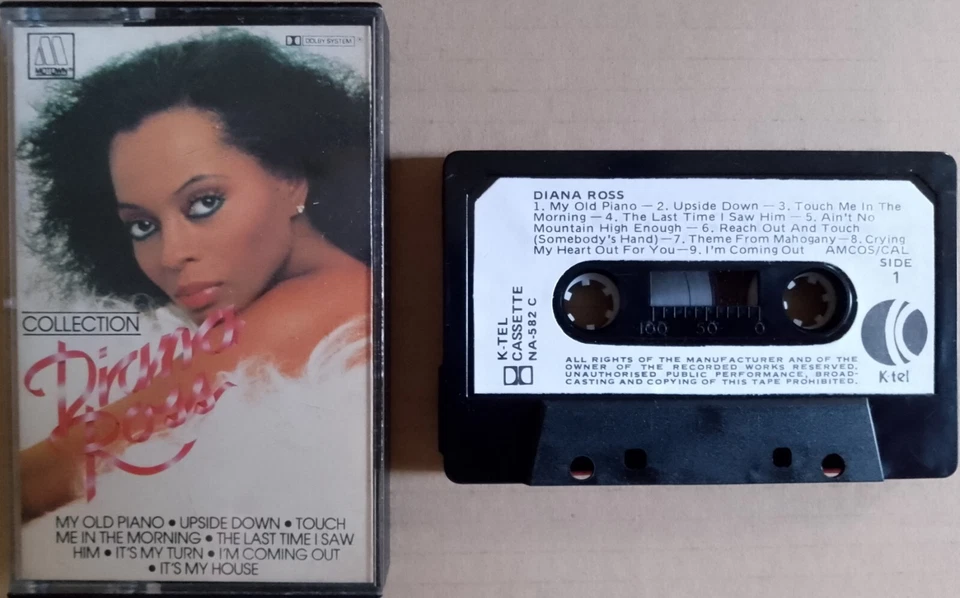 MOTOWN
DOLBY SYSTEM
COLLECTION
Diana
Ross
MY OLD PIANO • UPSIDE DOWN • TOUCH
ME IN THE MORNING • THE LAST TIME I SAW
HIM • IT'S MY TURN • I'M COMING OUT
• IT'S MY HOUSE
DIANA ROSS
1. My Old Piano – 2. Upside Down – 3. Touch Me In The
Morning – 4. The Last Time I Saw Him – 5. Ain't No
Mountain High Enough – 6. Reach Out And Touch
(Somebody's Hand)–7. Theme From Mahogany–8. Crying
My Heart Out For You–9. I'm Coming Out AMCOS/CAL
SIDE
1
K-TEL
CASSETTE
NA-582 C
100 50 0
ALL RIGHTS OF THE MANUFACTURER AND OF THE
OWNER OF THE RECORDED WORKS RESERVED.
UNAUTHORISED PUBLIC PERFORMANCE, BROAD-
CASTING AND COPYING OF THIS TAPE PROHIBITED.
K-tel